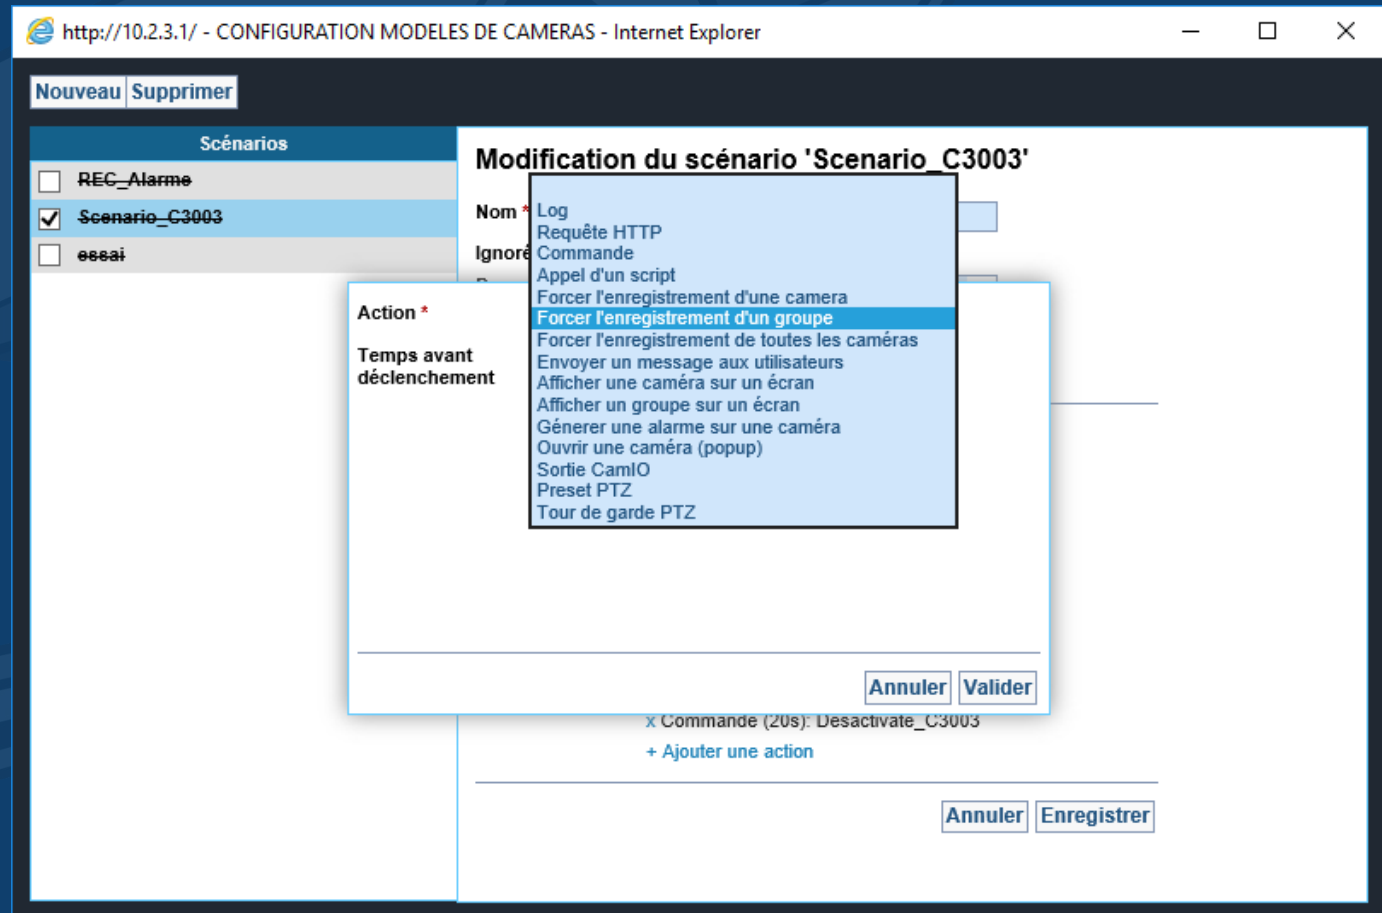 http://10.2.3.1/ - CONFIGURATION MODELES DE CAMERAS - Internet Explorer
Nouveau Supprimer
Scénarios
REC_Alarme
Scenario_C3003
essai
Modification du scénario 'Scenario_C3003'
Nom *
Ignoré
Action *
Temps avant
déclenchement
Log
Requête HTTP
Commande
Appel d'un script
Forcer l'enregistrement d'une camera
Forcer l'enregistrement d'un groupe
Forcer l'enregistrement de toutes les caméras
Envoyer un message aux utilisateurs
Afficher une caméra sur un écran
Afficher un groupe sur un écran
Génerer une alarme sur une caméra
Ouvrir une caméra (popup)
Sortie CamIO
Preset PTZ
Tour de garde PTZ
Annuler Valider
x Commande (20s): Desactivate_C3003
+ Ajouter une action
Annuler Enregistrer